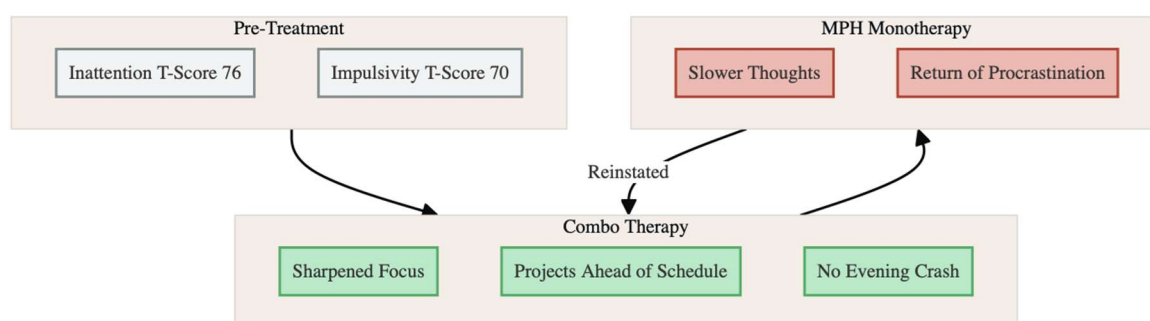 Pre-Treatment
Inattention T-Score 76
Impulsivity T-Score 70
MPH Monotherapy
Slower Thoughts
Return of Procrastination
Reinstated
Combo Therapy
Sharpened Focus
Projects Ahead of Schedule
No Evening Crash